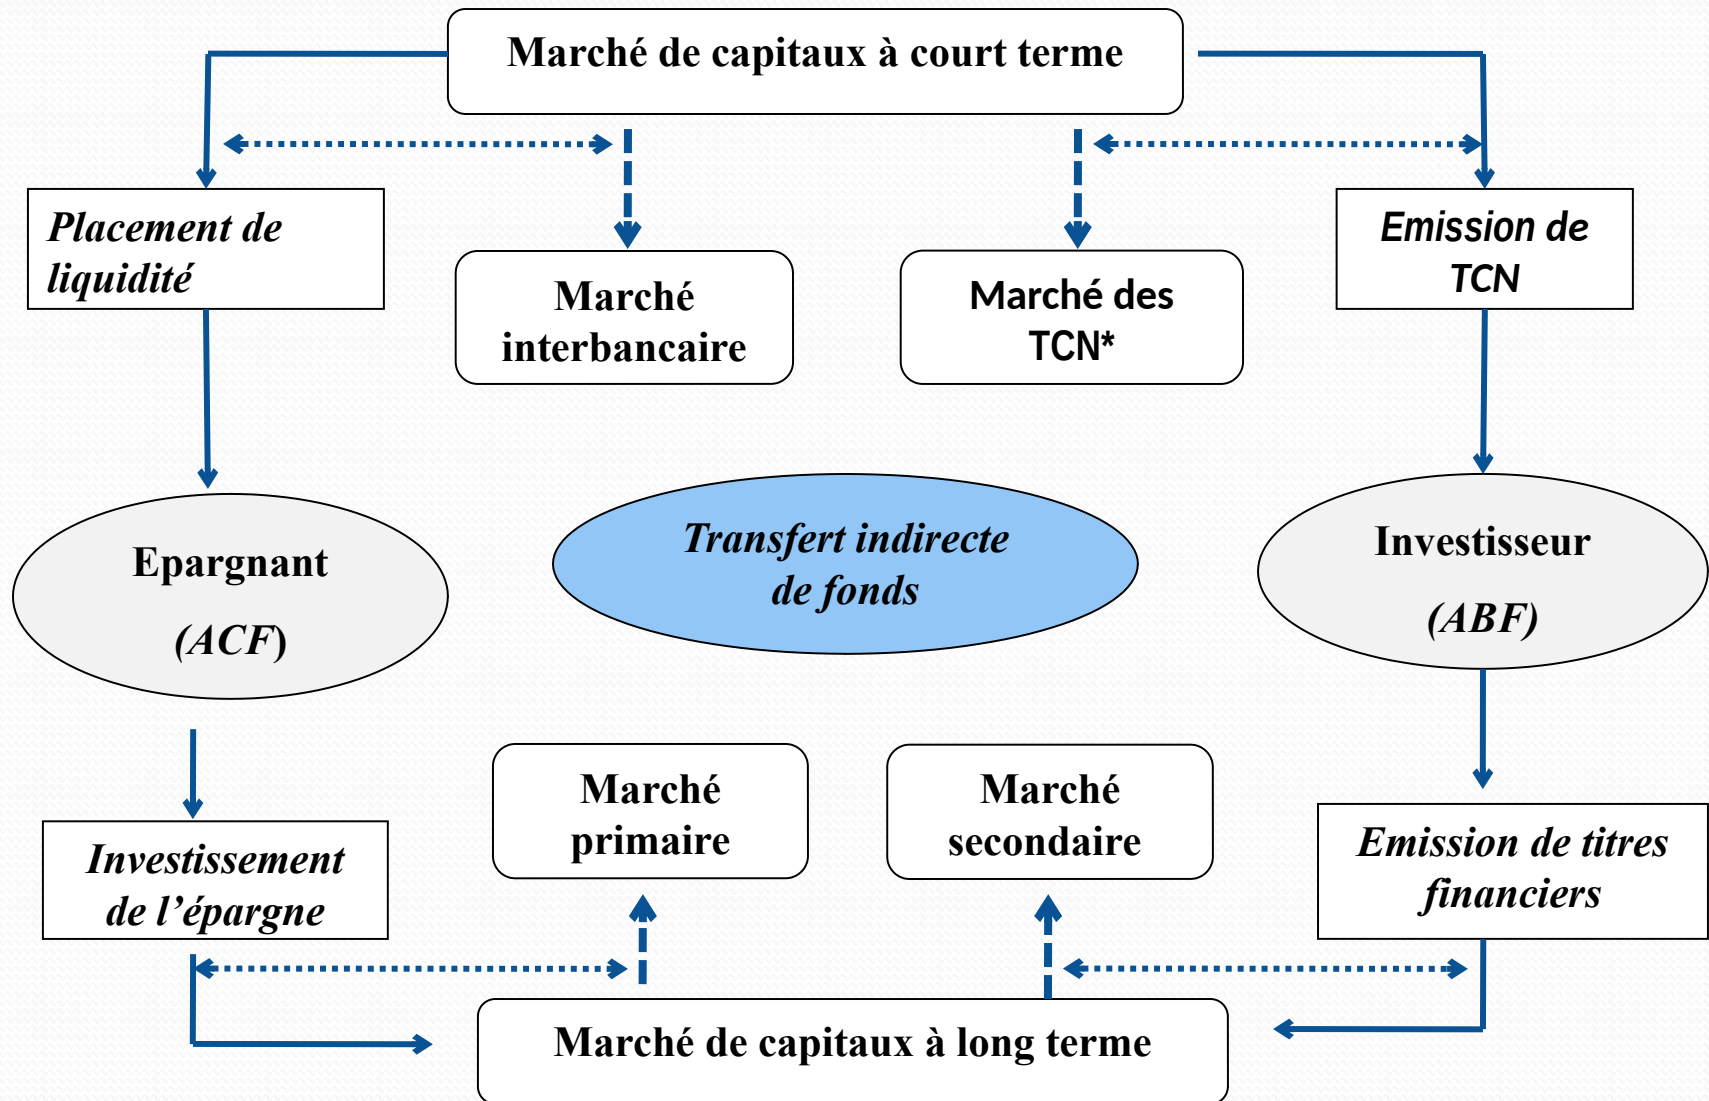 Marché de capitaux à court terme
Placement de
liquidité
Marché
interbancaire
Marché des
TCN*
Emission de
TCN
Epargnant
(ACF)
Transfert indirecte
de fonds
Investisseur
(ABF)
Investissement
de l’épargne
Marché
primaire
Marché
secondaire
Emission de titres
financiers
Marché de capitaux à long terme